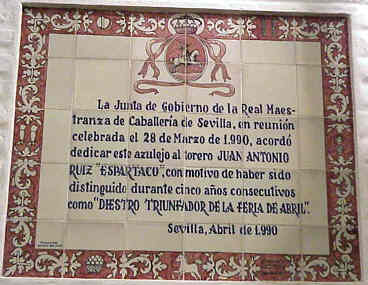 La Junta de Gobierno de la Real Maes-
tranza de Caballería de Sevilla, en reunión
celebrada el 28 de Marzo de 1.990, acordó
dedicar este azulejo al torero JUAN ANTONIO
RUIZ "ESPARTACO", con motivo de haber sido
distinguido durante cinco años consecutivos
como "DIESTRO TRIUNFADOR DE LA FERIA DE ABRIL".
Sevilla, Abril de 1.990